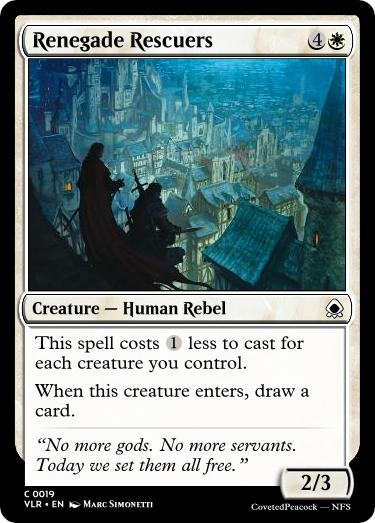 Renegade Rescuers 4
Creature — Human Rebel
This spell costs 1 less to cast for
each creature you control.
When this creature enters, draw a
card.
“No more gods. No more servants.
Today we set them all free.”
2/3
C 0019
VLR • EN Marc Simonetti
CovetedPeacock — NFS